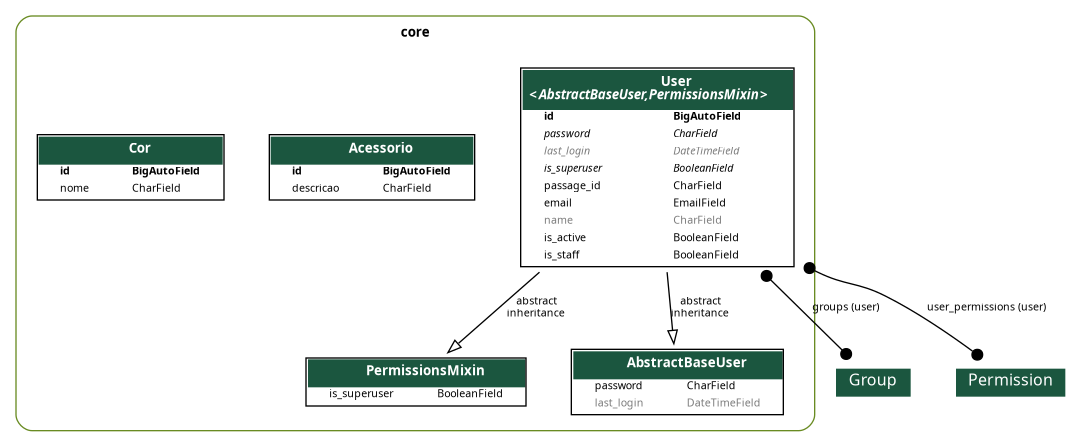 core
User
< AbstractBaseUser,PermissionsMixin >
id BigAutoField
password CharField
last_login DateTimeField
is_superuser BooleanField
passage_id CharField
email EmailField
name CharField
is_active BooleanField
is_staff BooleanField
Cor
id BigAutoField
nome CharField
Acessorio
id BigAutoField
descricao CharField
abstract
inheritance
abstract
inheritance
groups (user)
user_permissions (user)
PermissionsMixin
is_superuser BooleanField
AbstractBaseUser
password CharField
last_login DateTimeField
Group
Permission